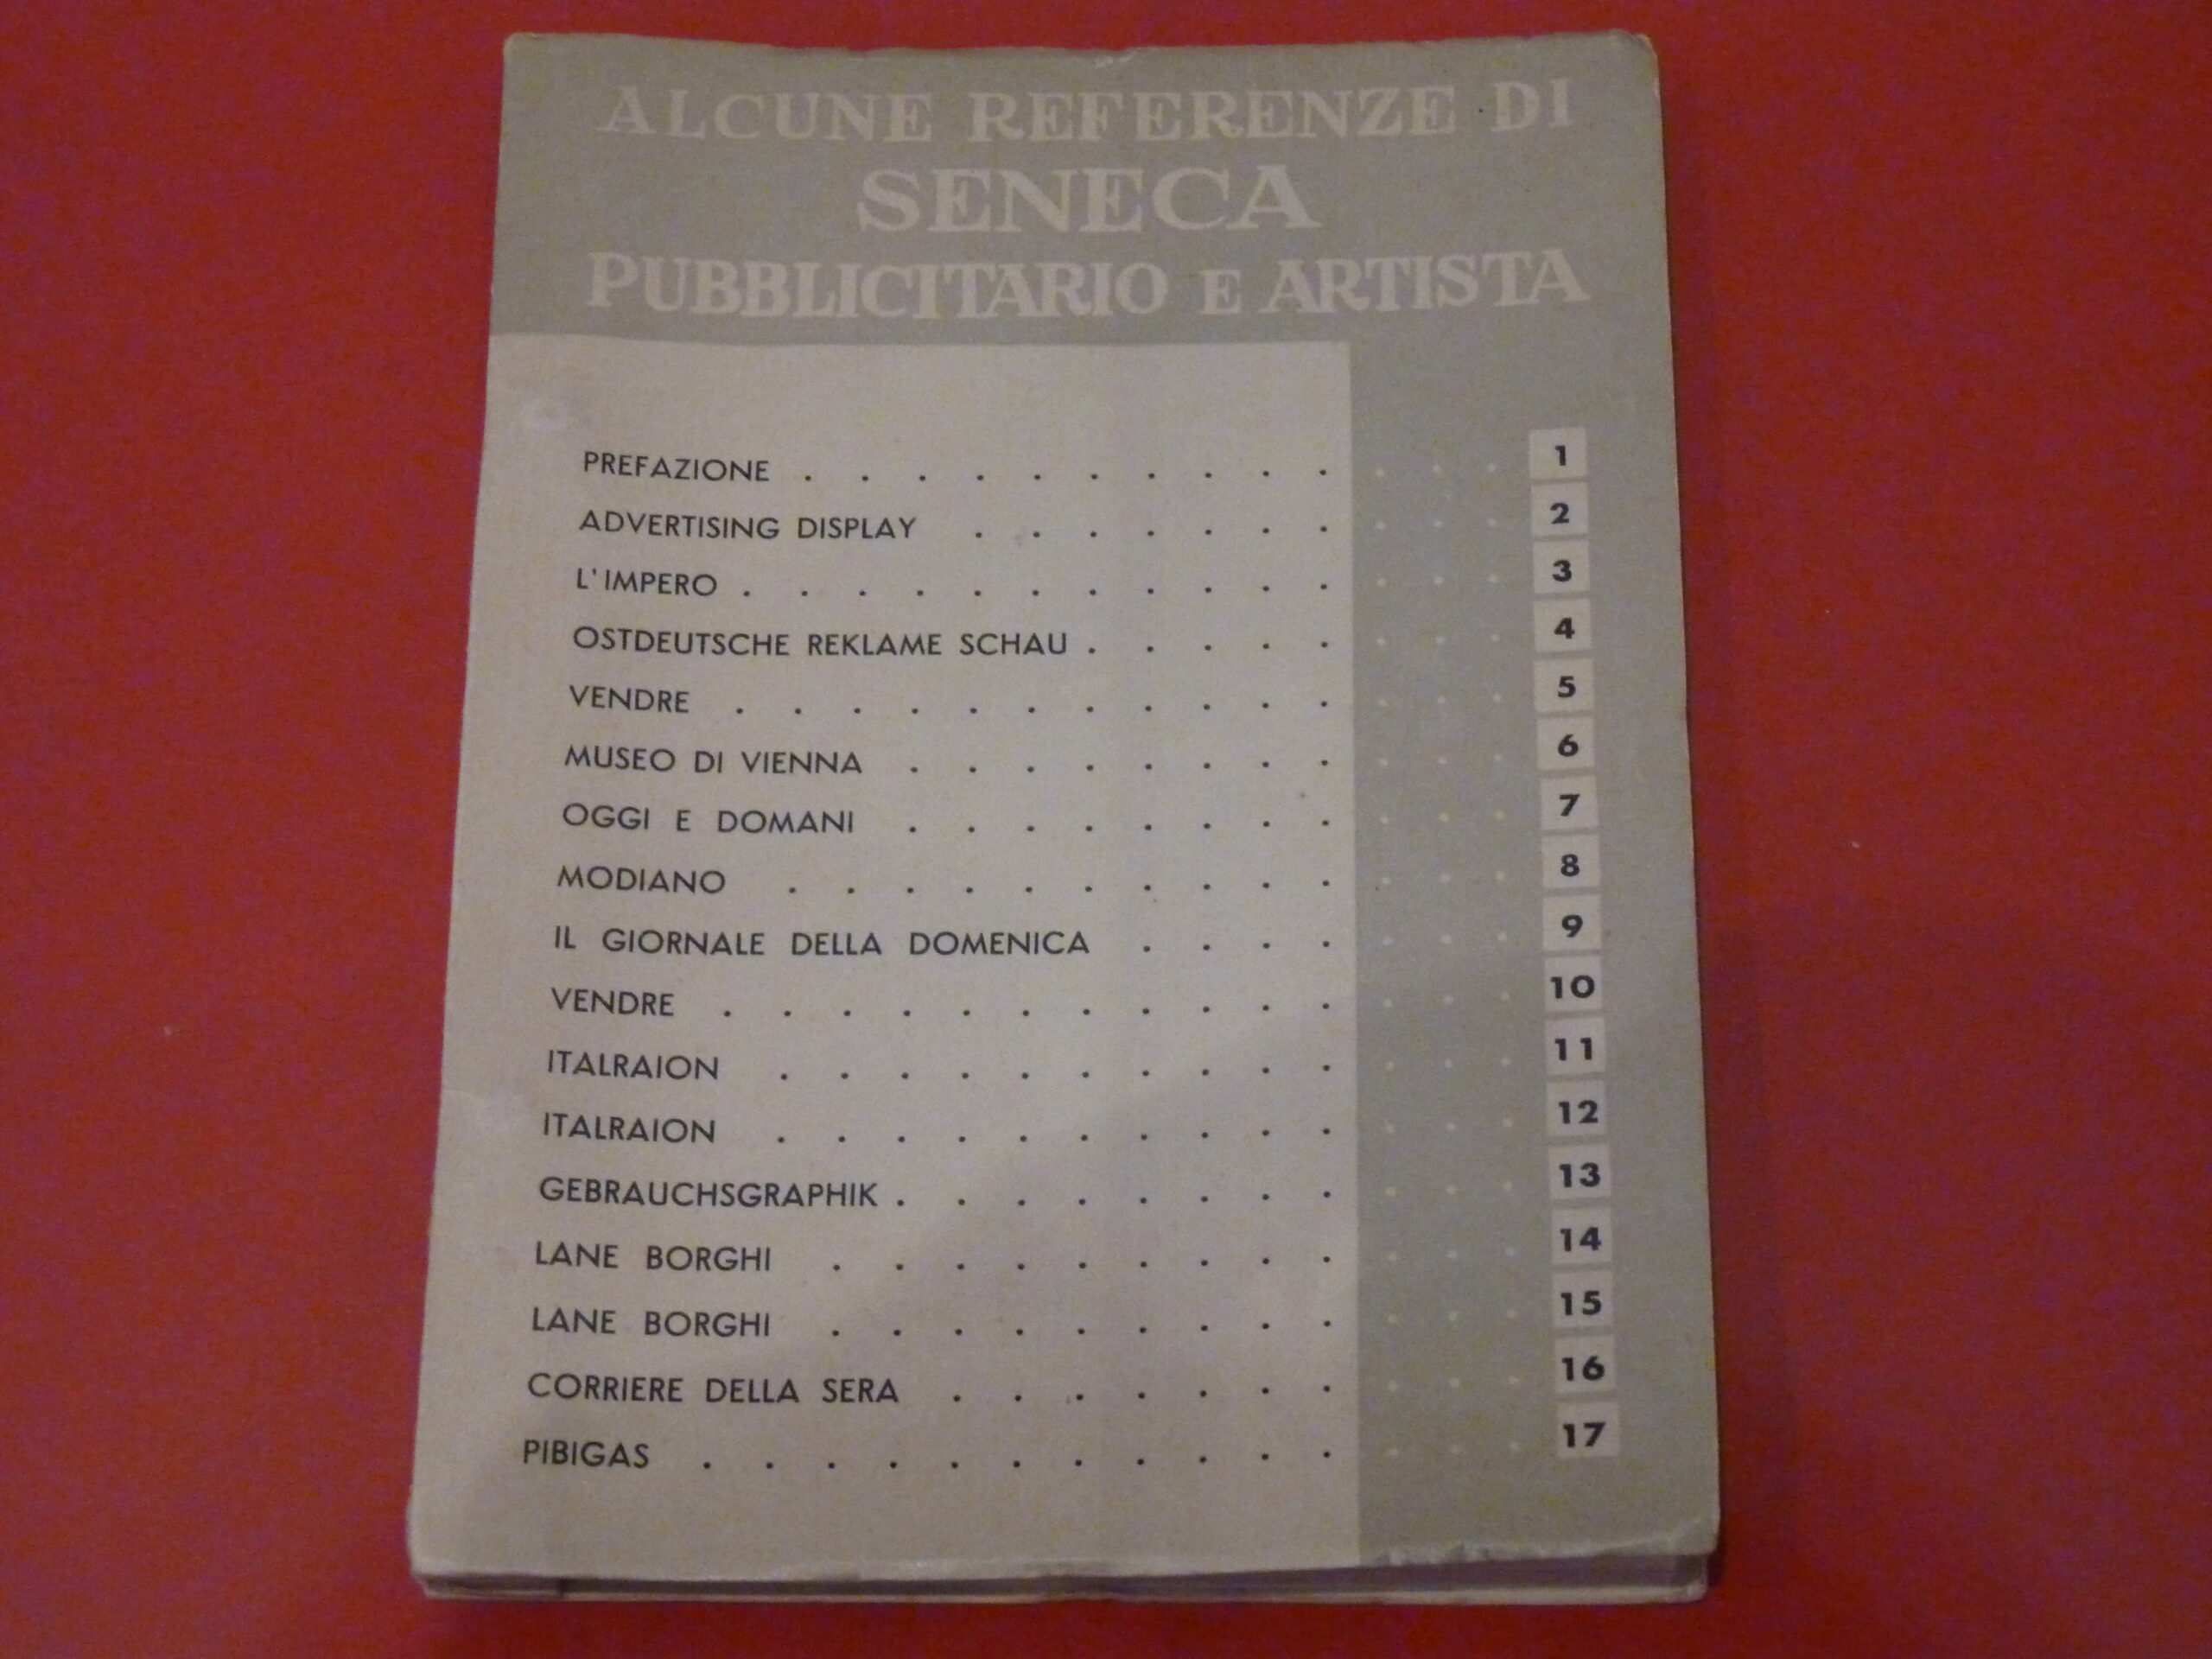 ALCUNE REFERENZE DI
SENECA
PUBBLICITARIO E ARTISTA
PREFAZIONE . . . . . . . . . . . . . 1
ADVERTISING DISPLAY . . . . . . . . . . 2
L'IMPERO . . . . . . . . . . . . . . 3
OSTDEUTSCHE REKLAME SCHAU . . . . . . . . 4
VENDRE . . . . . . . . . . . . . . 5
MUSEO DI VIENNA . . . . . . . . . . . 6
OGGI E DOMANI . . . . . . . . . . . 7
MODIANO . . . . . . . . . . . . . 8
IL GIORNALE DELLA DOMENICA . . . . . . . 9
VENDRE . . . . . . . . . . . . . . 10
ITALRAION . . . . . . . . . . . . . 11
ITALRAION . . . . . . . . . . . . . 12
GEBRAUCHSGRAPHIK . . . . . . . . . . . 13
LANE BORGHI . . . . . . . . . . . . 14
LANE BORGHI . . . . . . . . . . . . 15
CORRIERE DELLA SERA . . . . . . . . . . 16
PIBIGAS . . . . . . . . . . . . . . 17